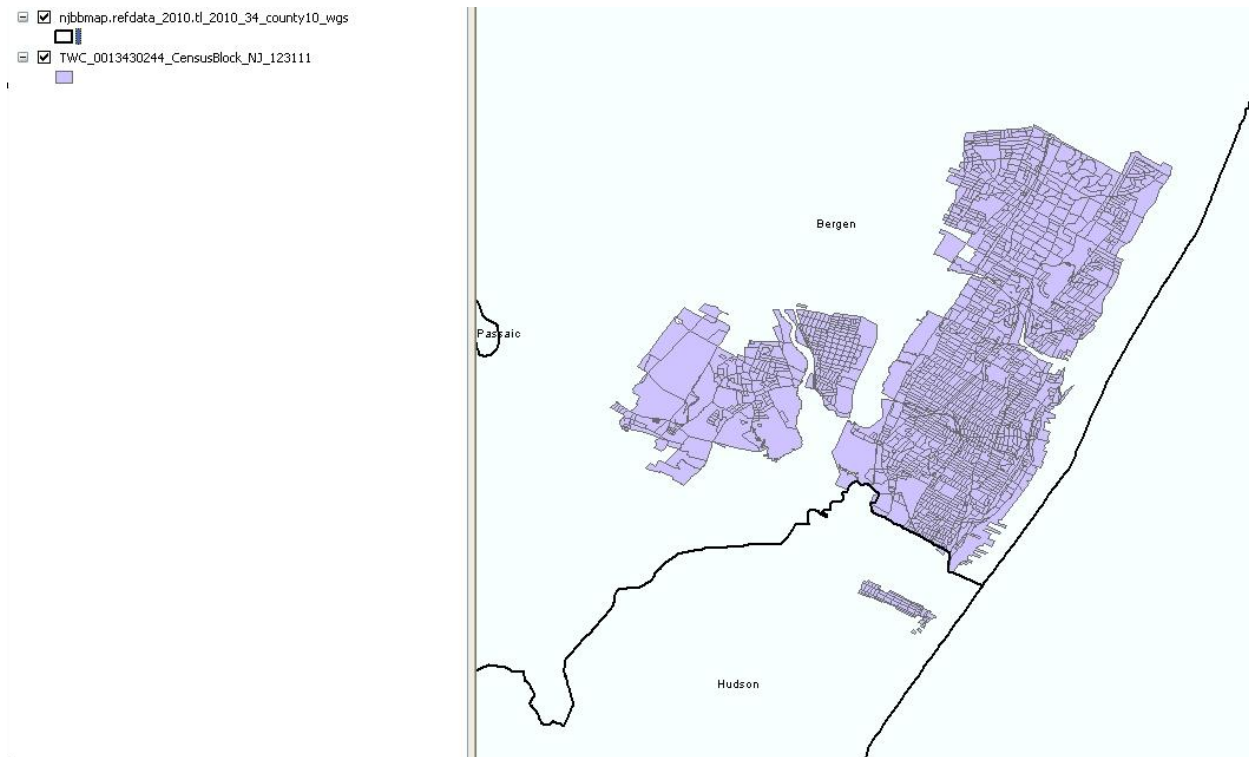 njbbmap.refdata_2010.tl_2010_34_county10_wgs
TWC_0013430244_CensusBlock_NJ_123111
Bergen
Passaic
Hudson